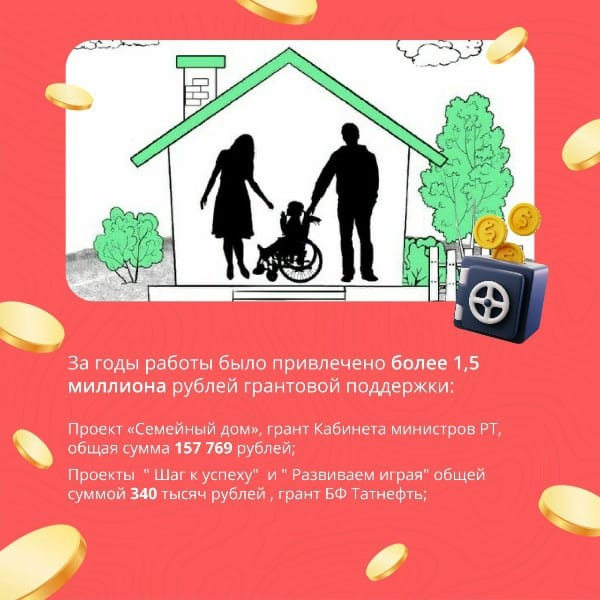 За годы работы было привлечено более 1,5
миллиона рублей грантовой поддержки:
Проект «Семейный дом», грант Кабинета министров РТ,
общая сумма 157 769 рублей;
Проекты " Шаг к успеху" и " Развиваем играя" общей
суммой 340 тысяч рублей , грант БФ Татнефть;